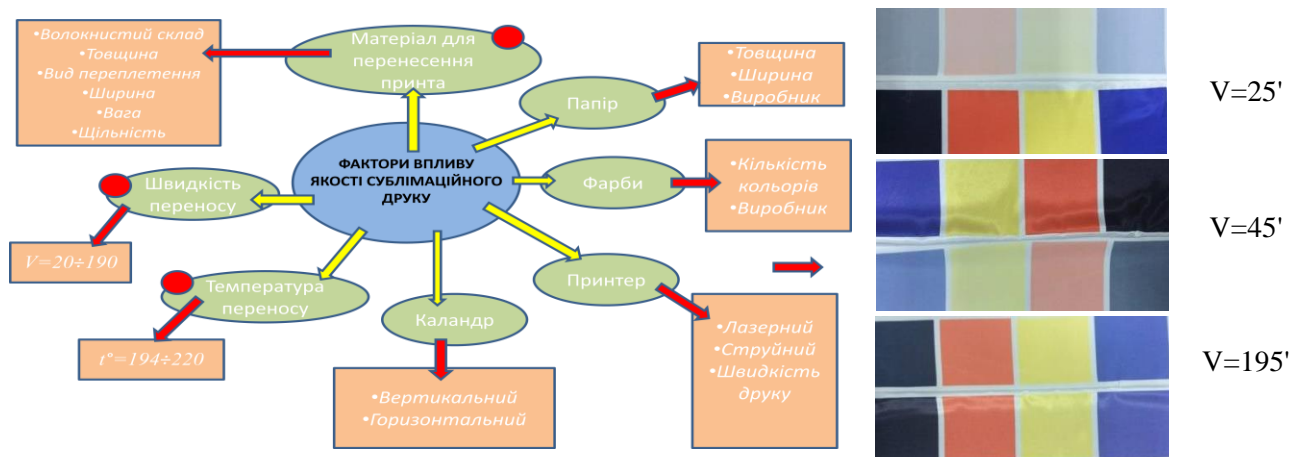 •Волокнистий склад
•Товщина
•Вид переплетення
•Ширина
•Вага
•Щільність
Матеріал для
перенесення
принта
Папір
•Товщина
•Ширина
•Виробник
ФАКТОРИ ВПЛИВУ
ЯКОСТІ СУБЛІМАЦІЙНОГО
ДРУКУ
Фарби
•Кількість
кольорів
•Виробник
Швидкість
переносу
V=20÷190
Температура
переносу
t°=194÷220
Каландр
•Вертикальний
•Горизонтальний
Принтер
•Лазерний
•Струйний
•Швидкість
друку
V=25'
V=45'
V=195'